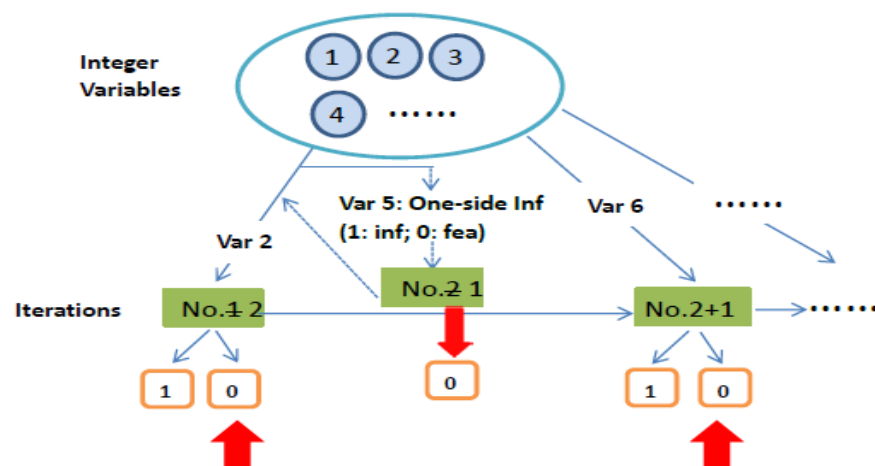 Integer
Variables
1 2 3
4 ......
Var 2
Var 5: One-side Inf
(1: inf; 0: fea)
Var 6
......
Iterations
No.1 2
No.2 1
No.2+1
......
1 0
0
1 0